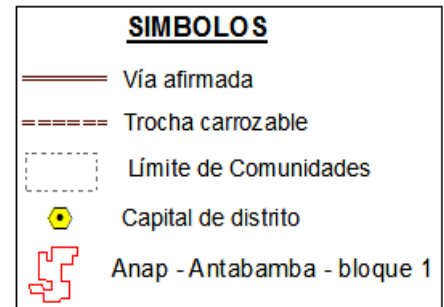 SIMBOLOS
Vía afirmada
Trocha carrozable
Límite de Comunidades
Capital de distrito
Anap - Antabamba - bloque 1